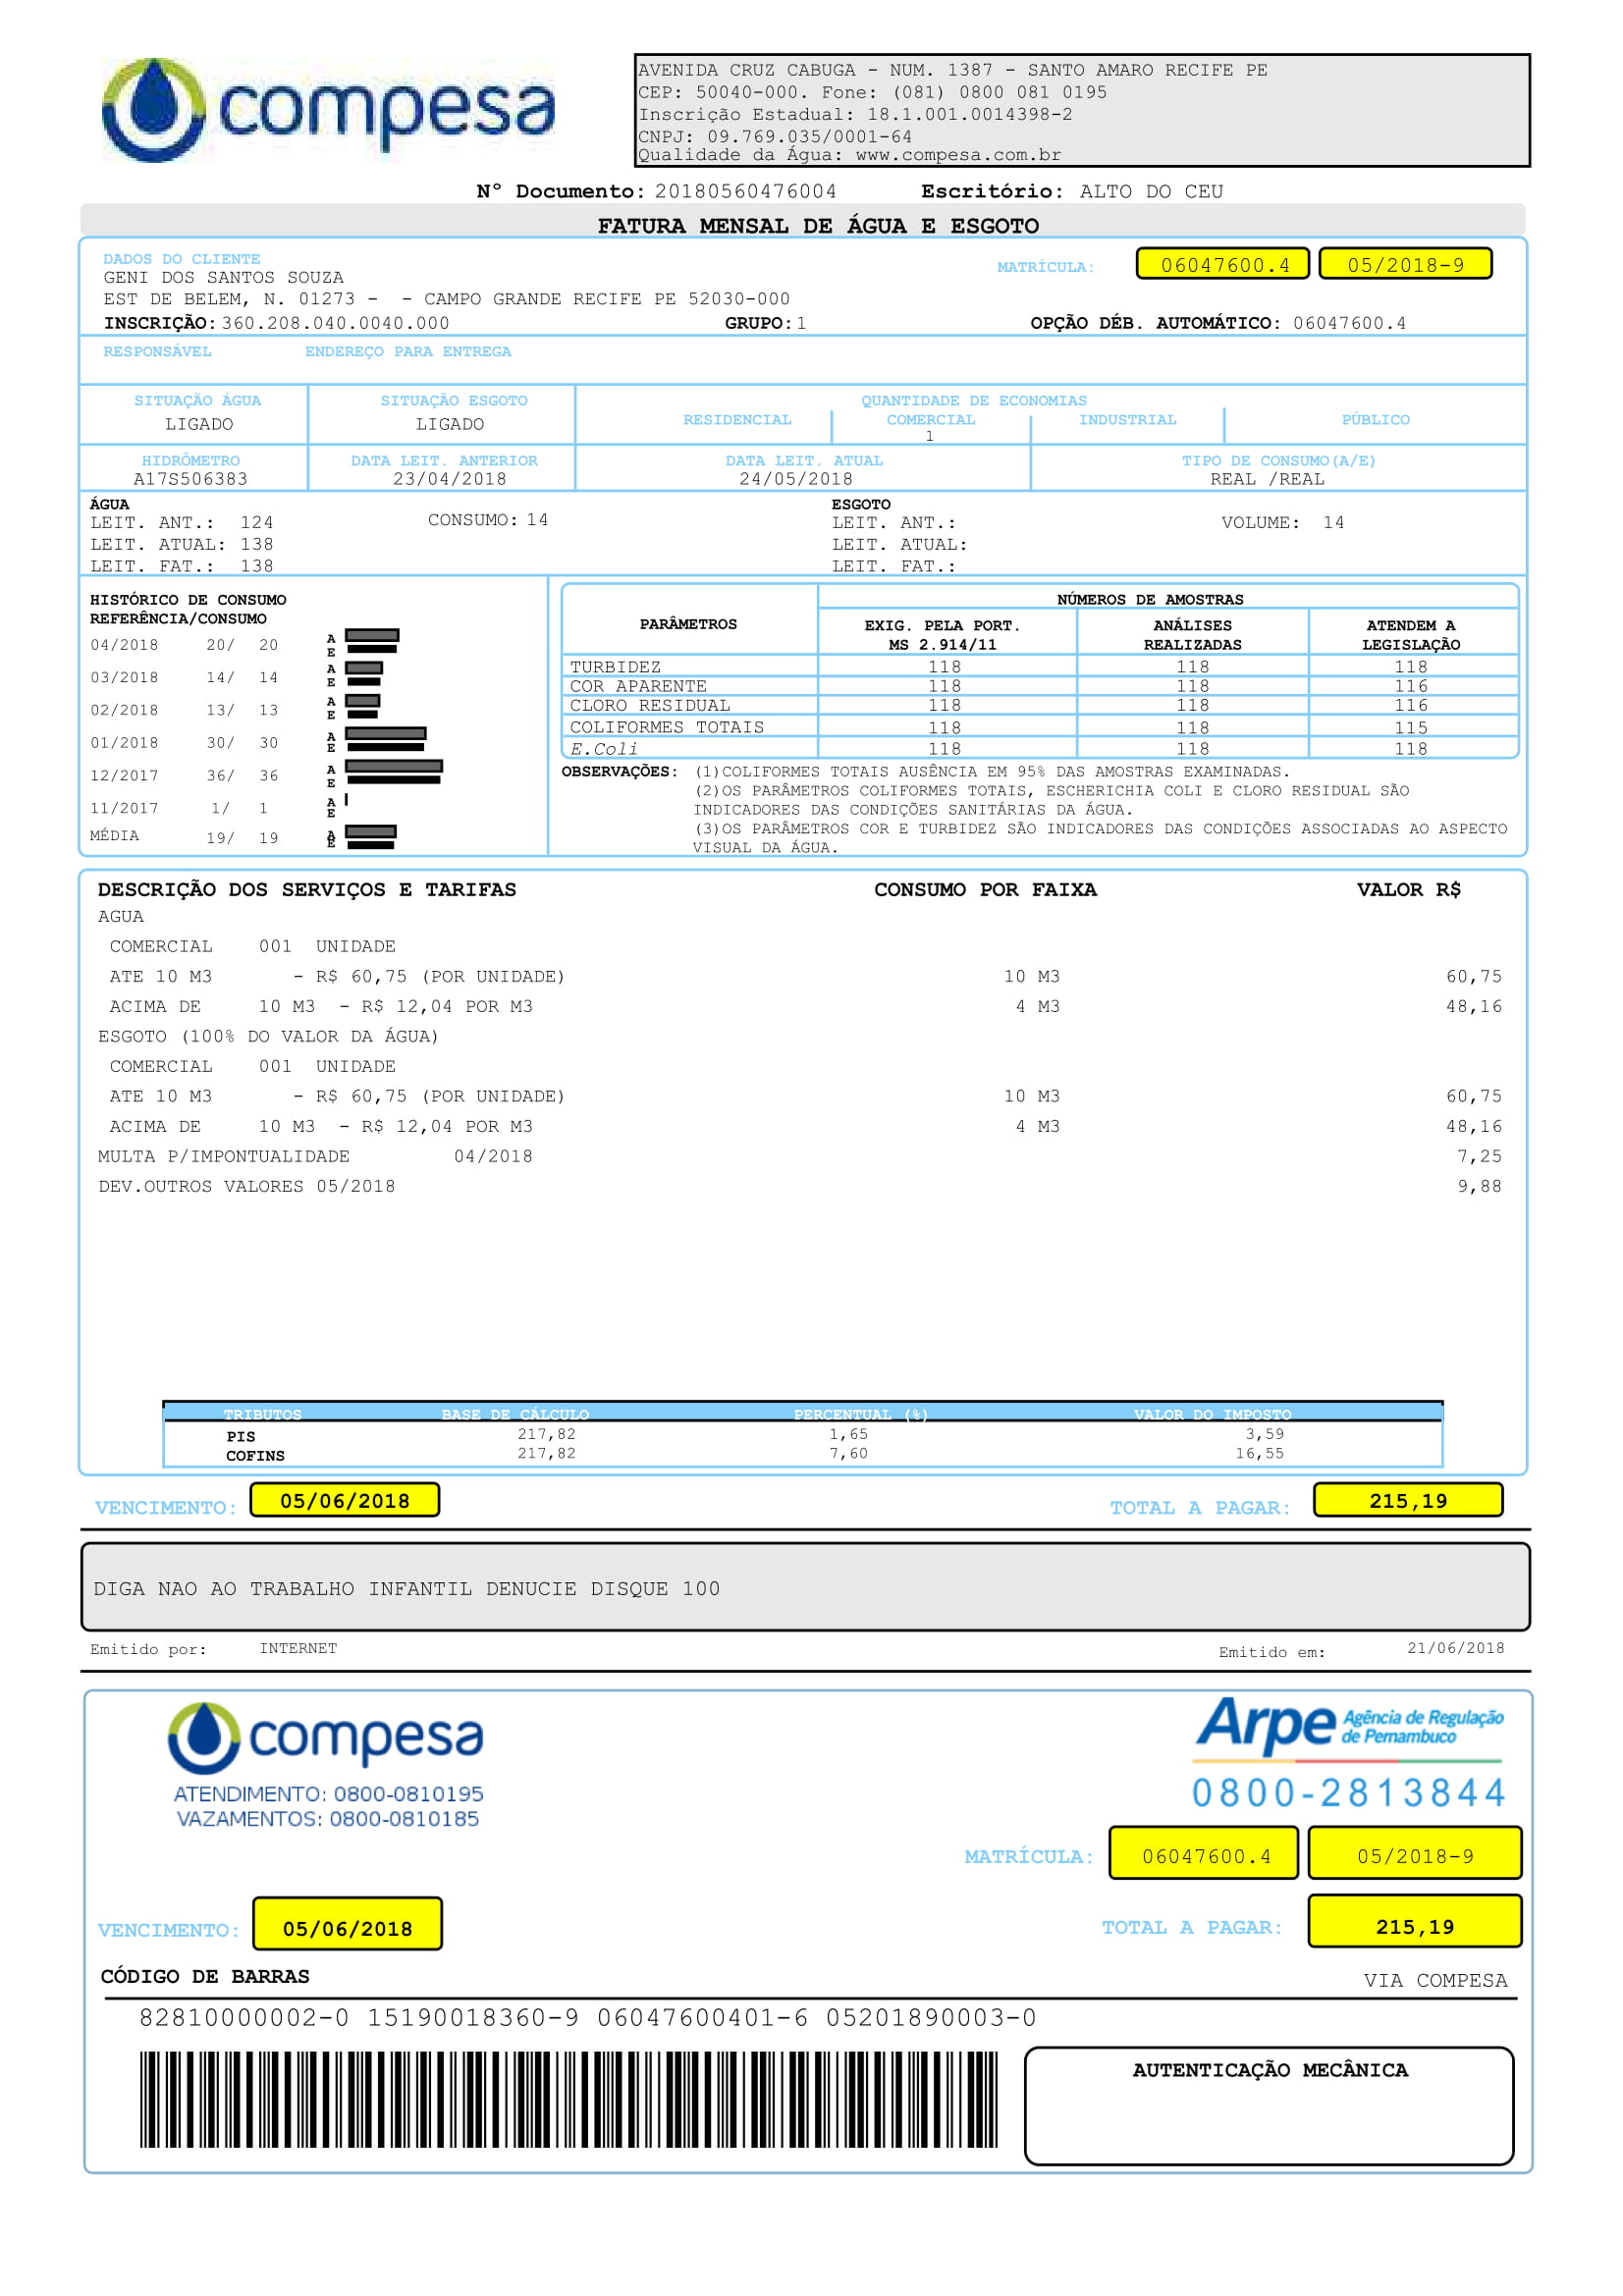 compesa
AVENIDA CRUZ CABUGA - NUM. 1387 - SANTO AMARO RECIFE PE
CEP: 50040-000. Fone: (081) 0800 081 0195
Inscrição Estadual: 18.1.001.0014398-2
CNPJ: 09.769.035/0001-64
Qualidade da Água: www.compesa.com.br
Nº Documento: 20180560476004 Escritório: ALTO DO CEU
FATURA MENSAL DE ÁGUA E ESGOTO
DADOS DO CLIENTE
GENI DOS SANTOS SOUZA
MATRÍCULA: 06047600.4 05/2018-9
EST DE BELEM, N. 01273 - - CAMPO GRANDE RECIFE PE 52030-000
INSCRIÇÃO: 360.208.040.0040.000 GRUPO: 1 OPÇÃO DÉB. AUTOMÁTICO: 06047600.4
RESPONSÁVEL ENDEREÇO PARA ENTREGA
SITUAÇÃO ÁGUA SITUAÇÃO ESGOTO QUANTIDADE DE ECONOMIAS
LIGADO LIGADO RESIDENCIAL COMERCIAL INDUSTRIAL PÚBLICO
1
HIDRÔMETRO DATA LEIT. ANTERIOR DATA LEIT. ATUAL TIPO DE CONSUMO(A/E)
A17S506383 23/04/2018 24/05/2018 REAL /REAL
ÁGUA ESGOTO
LEIT. ANT.: 124 CONSUMO: 14 LEIT. ANT.: VOLUME: 14
LEIT. ATUAL: 138 LEIT. ATUAL:
LEIT. FAT.: 138 LEIT. FAT.:
HISTÓRICO DE CONSUMO
REFERÊNCIA/CONSUMO
04/2018 20/ 20 A E
03/2018 14/ 14 A E
02/2018 13/ 13 A E
01/2018 30/ 30 A E
12/2017 36/ 36 A E
11/2017 1/ 1 A E
MÉDIA 19/ 19 A E
PARÂMETROS NÚMEROS DE AMOSTRAS
EXIG. PELA PORT. ANÁLISES ATENDEM A
MS 2.914/11 REALIZADAS LEGISLAÇÃO
TURBIDEZ 118 118 118
COR APARENTE 118 118 116
CLORO RESIDUAL 118 118 116
COLIFORMES TOTAIS 118 118 115
E.Coli 118 118 118
OBSERVAÇÕES: (1)COLIFORMES TOTAIS AUSÊNCIA EM 95% DAS AMOSTRAS EXAMINADAS.
(2)OS PARÂMETROS COLIFORMES TOTAIS, ESCHERICHIA COLI E CLORO RESIDUAL SÃO
INDICADORES DAS CONDIÇÕES SANITÁRIAS DA ÁGUA.
(3)OS PARÂMETROS COR E TURBIDEZ SÃO INDICADORES DAS CONDIÇÕES ASSOCIADAS AO ASPECTO
VISUAL DA ÁGUA.
DESCRIÇÃO DOS SERVIÇOS E TARIFAS CONSUMO POR FAIXA VALOR R$
AGUA
COMERCIAL 001 UNIDADE
ATE 10 M3 - R$ 60,75 (POR UNIDADE) 10 M3 60,75
ACIMA DE 10 M3 - R$ 12,04 POR M3 4 M3 48,16
ESGOTO (100% DO VALOR DA ÁGUA)
COMERCIAL 001 UNIDADE
ATE 10 M3 - R$ 60,75 (POR UNIDADE) 10 M3 60,75
ACIMA DE 10 M3 - R$ 12,04 POR M3 4 M3 48,16
MULTA P/IMPONTUALIDADE 04/2018 7,25
DEV.OUTROS VALORES 05/2018 9,88
TRIBUTOS BASE DE CÁLCULO PERCENTUAL (%) VALOR DO IMPOSTO
PIS 217,82 1,65 3,59
COFINS 217,82 7,60 16,55
VENCIMENTO: 05/06/2018 TOTAL A PAGAR: 215,19
DIGA NAO AO TRABALHO INFANTIL DENUCIE DISQUE 100
Emitido por: INTERNET Emitido em: 21/06/2018
compesa
ATENDIMENTO: 0800-0810195
VAZAMENTOS: 0800-0810185
Arpe Agência de Regulação
de Pernambuco
0800-2813844
MATRÍCULA: 06047600.4 05/2018-9
VENCIMENTO: 05/06/2018 TOTAL A PAGAR: 215,19
CÓDIGO DE BARRAS VIA COMPESA
82810000002-0 15190018360-9 06047600401-6 05201890003-0
AUTENTICAÇÃO MECÂNICA